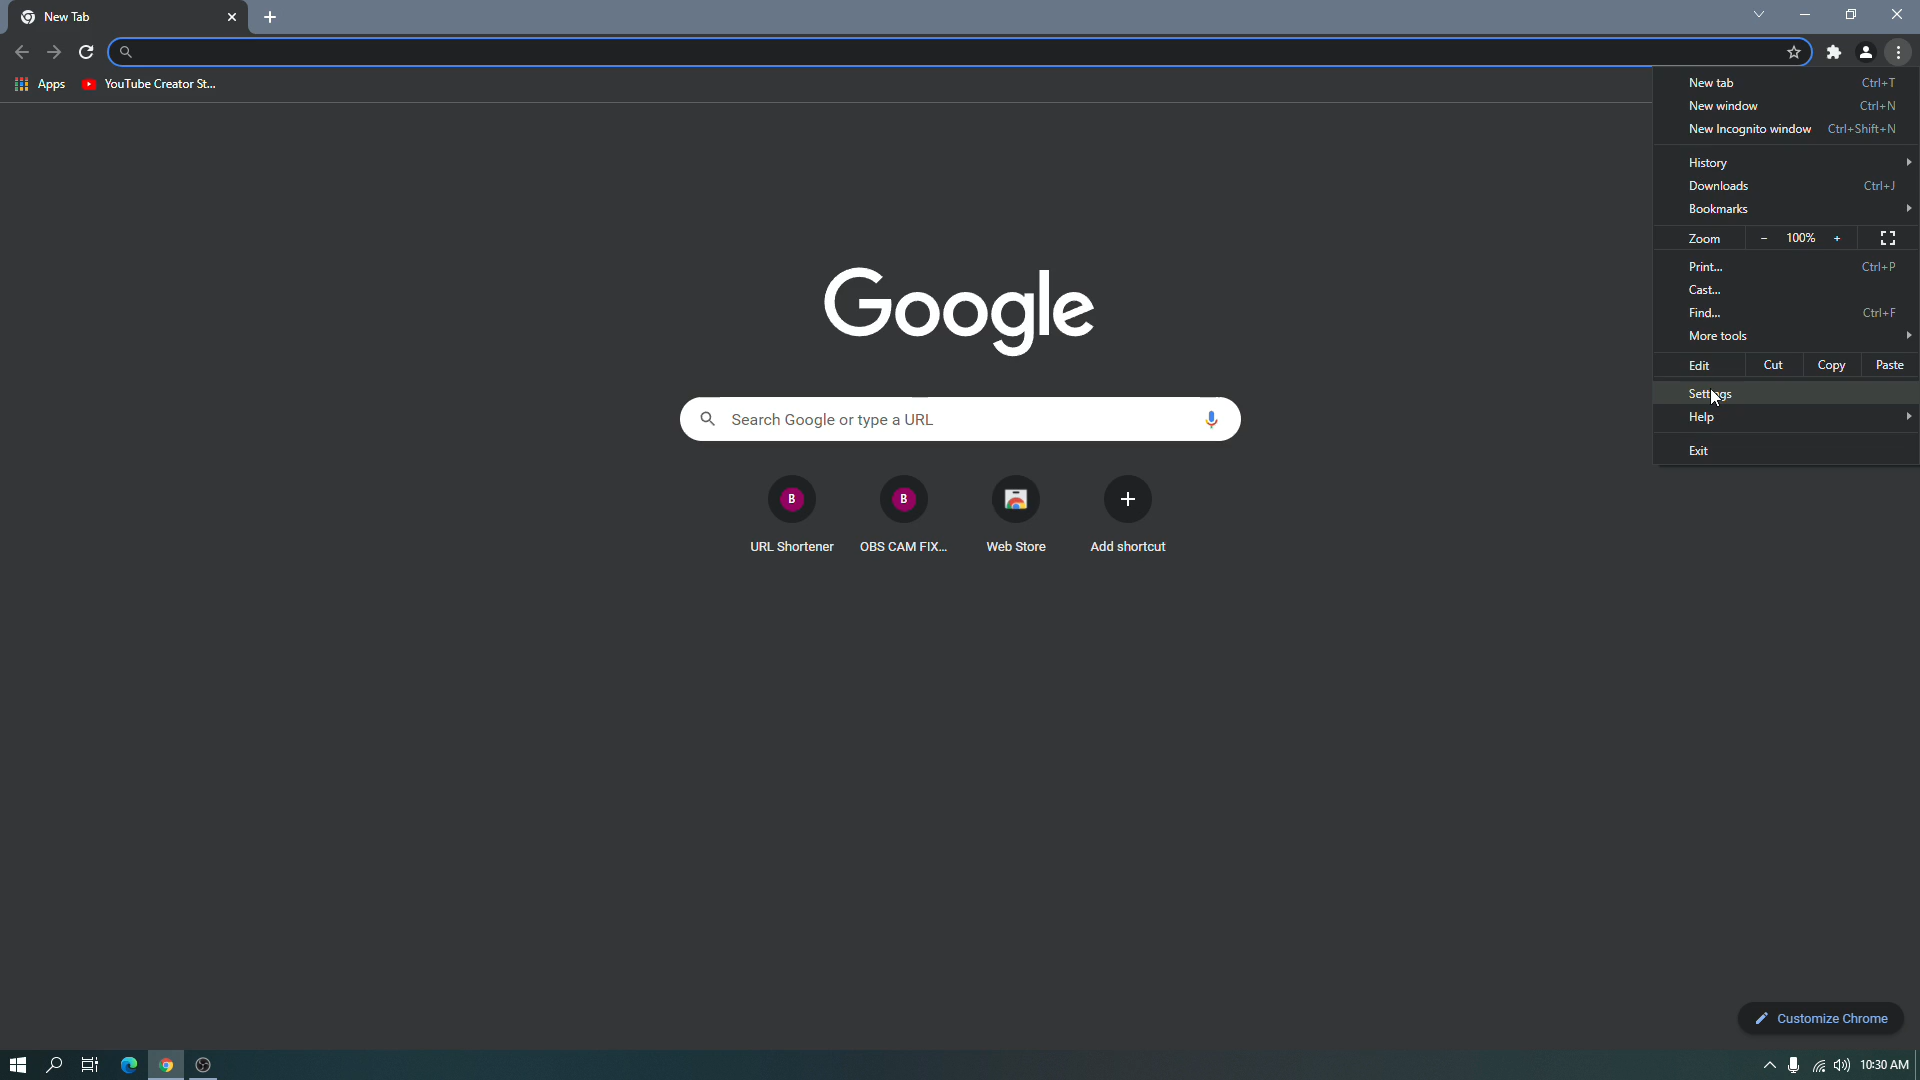 New Tab
Apps YouTube Creator St...
New tab Ctrl+T
New window Ctrl+N
New Incognito window Ctrl+Shift+N
History
Downloads Ctrl+J
Bookmarks
Zoom - 100% +
Print... Ctrl+P
Cast...
Find... Ctrl+F
More tools
Edit Cut Copy Paste
Settings
Help
Exit
Google
Search Google or type a URL
B B
URL Shortener OBS CAM FIX... Web Store Add shortcut
Customize Chrome
10:30 AM